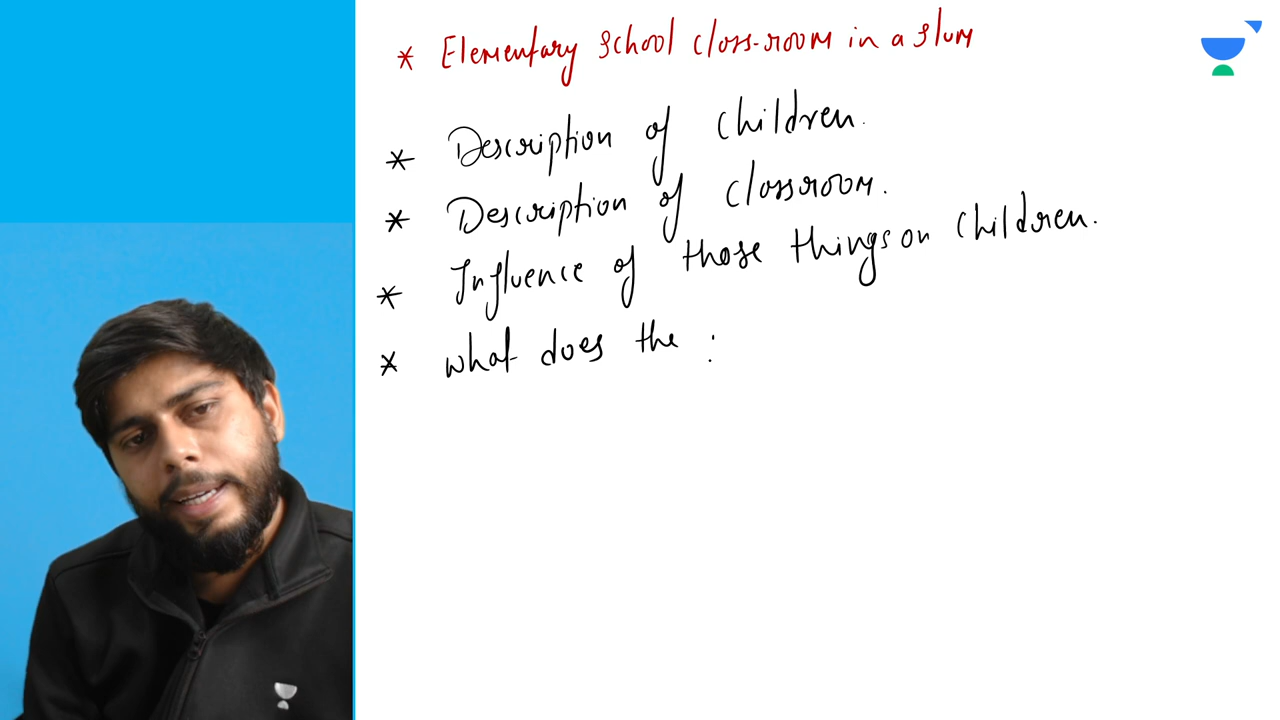 * Elementary School class-room in a slum
* Description of children.
* Description of classroom.
* Influence of those things on children.
* what does the :